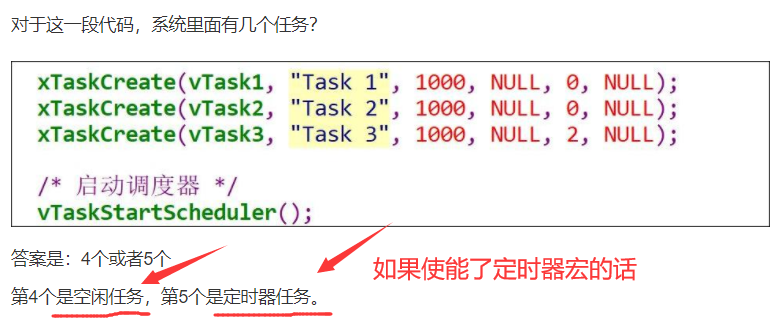 对于这一段代码，系统里面有几个任务？
xTaskCreate(vTask1, "Task 1", 1000, NULL, 0, NULL);
xTaskCreate(vTask2, "Task 2", 1000, NULL, 0, NULL);
xTaskCreate(vTask3, "Task 3", 1000, NULL, 2, NULL);
/* 启动调度器 */
vTaskStartScheduler();
答案是：4个或者5个
如果使能了定时器宏的话
第4个是空闲任务，第5个是定时器任务。